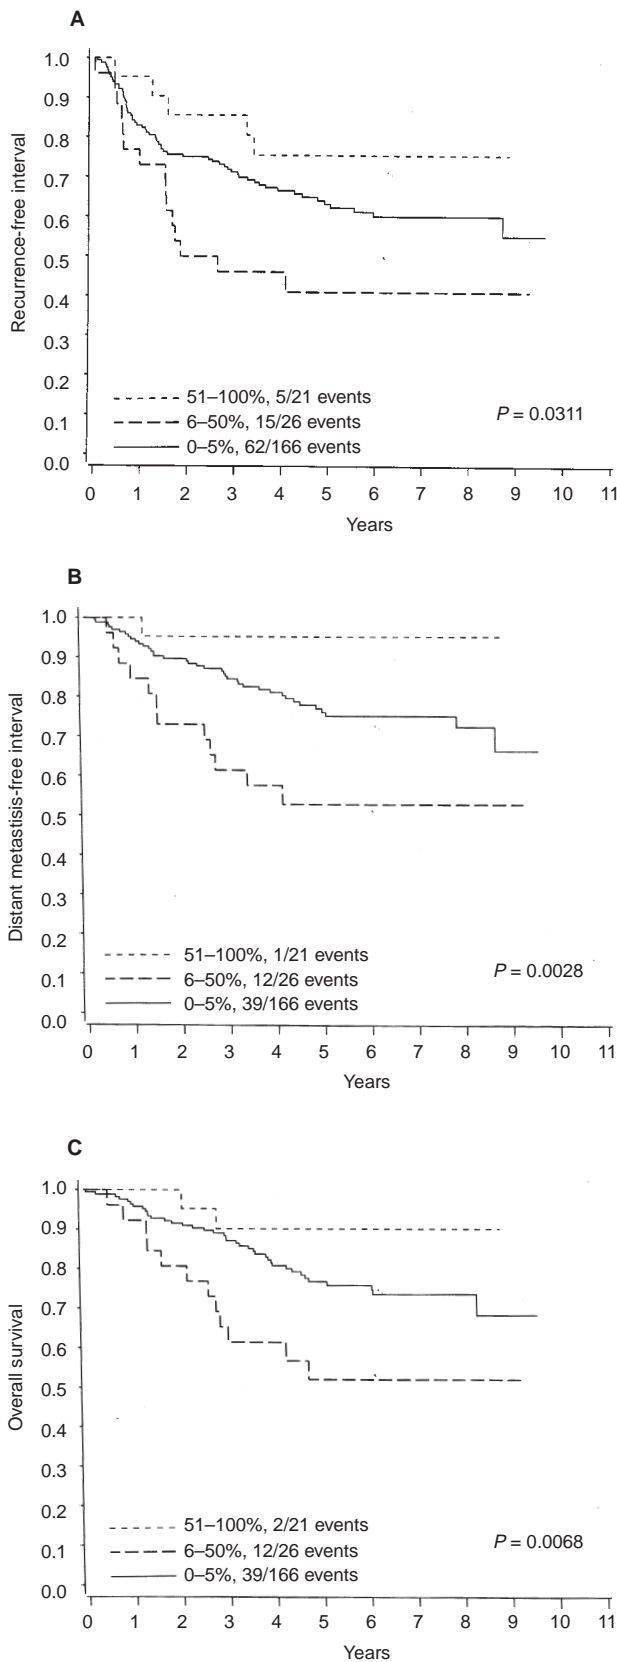 A
Recurrence-free interval
1.0
0.9
0.8
0.7
0.6
0.5
0.4
0.3
0.2
0.1
0.0
51–100%, 5/21 events
6–50%, 15/26 events
0–5%, 62/166 events
P = 0.0311
0 1 2 3 4 5 6 7 8 9 10 11
Years
B
Distant metastisis-free interval
1.0
0.9
0.8
0.7
0.6
0.5
0.4
0.3
0.2
0.1
0.0
51–100%, 1/21 events
6–50%, 12/26 events
0–5%, 39/166 events
P = 0.0028
0 1 2 3 4 5 6 7 8 9 10 11
Years
C
Overall survival
1.0
0.9
0.8
0.7
0.6
0.5
0.4
0.3
0.2
0.1
0.0
51–100%, 2/21 events
6–50%, 12/26 events
0–5%, 39/166 events
P = 0.0068
0 1 2 3 4 5 6 7 8 9 10 11
Years